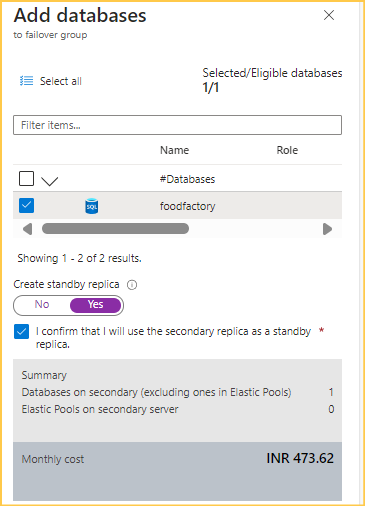 Add databases
to failover group
Select all
Selected/Eligible databases
1/1
Filter items...
Name Role
#Databases
SQL
foodfactory
Showing 1 - 2 of 2 results.
Create standby replica
No Yes
I confirm that I will use the secondary replica as a standby *
replica.
Summary
Databases on secondary (excluding ones in Elastic Pools) 1
Elastic Pools on secondary server 0
Monthly cost INR 473.62